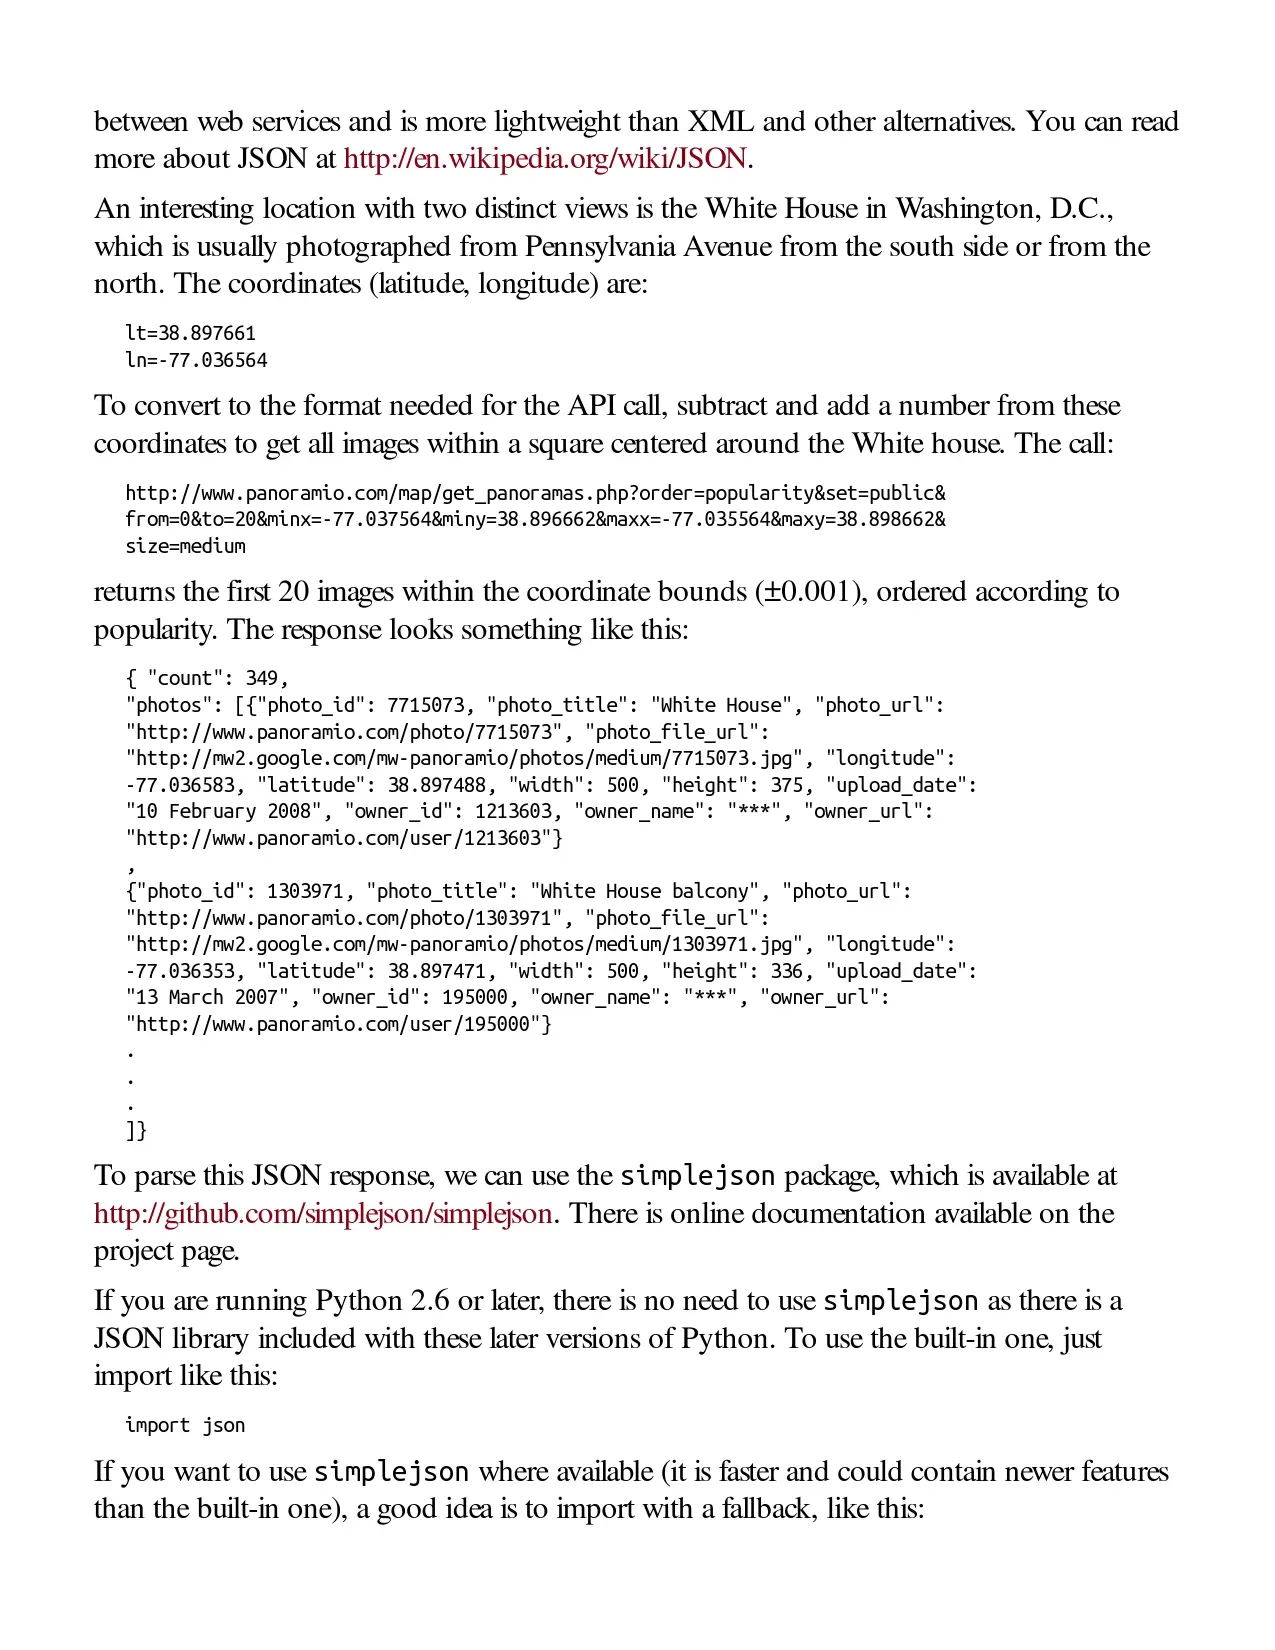 between web services and is more lightweight than XML and other alternatives. You can read
more about JSON at http://en.wikipedia.org/wiki/JSON.
An interesting location with two distinct views is the White House in Washington, D.C.,
which is usually photographed from Pennsylvania Avenue from the south side or from the
north. The coordinates (latitude, longitude) are:
lt=38.897661
ln=-77.036564
To convert to the format needed for the API call, subtract and add a number from these
coordinates to get all images within a square centered around the White house. The call:
http://www.panoramio.com/map/get_panoramas.php?order=popularity&set=public&
from=0&to=20&minx=-77.037564&miny=38.896662&maxx=-77.035564&maxy=38.898662&
size=medium
returns the first 20 images within the coordinate bounds (±0.001), ordered according to
popularity. The response looks something like this:
{ "count": 349,
"photos": [{"photo_id": 7715073, "photo_title": "White House", "photo_url":
"http://www.panoramio.com/photo/7715073", "photo_file_url":
"http://mw2.google.com/mw-panoramio/photos/medium/7715073.jpg", "longitude":
-77.036583, "latitude": 38.897488, "width": 500, "height": 375, "upload_date":
"10 February 2008", "owner_id": 1213603, "owner_name": "***", "owner_url":
"http://www.panoramio.com/user/1213603"}
,
{"photo_id": 1303971, "photo_title": "White House balcony", "photo_url":
"http://www.panoramio.com/photo/1303971", "photo_file_url":
"http://mw2.google.com/mw-panoramio/photos/medium/1303971.jpg", "longitude":
-77.036353, "latitude": 38.897471, "width": 500, "height": 336, "upload_date":
"13 March 2007", "owner_id": 195000, "owner_name": "***", "owner_url":
"http://www.panoramio.com/user/195000"}
.
.
.
]}
To parse this JSON response, we can use the simplejson package, which is available at
http://github.com/simplejson/simplejson. There is online documentation available on the
project page.
If you are running Python 2.6 or later, there is no need to use simplejson as there is a
JSON library included with these later versions of Python. To use the built-in one, just
import like this:
import json
If you want to use simplejson where available (it is faster and could contain newer features
than the built-in one), a good idea is to import with a fallback, like this: